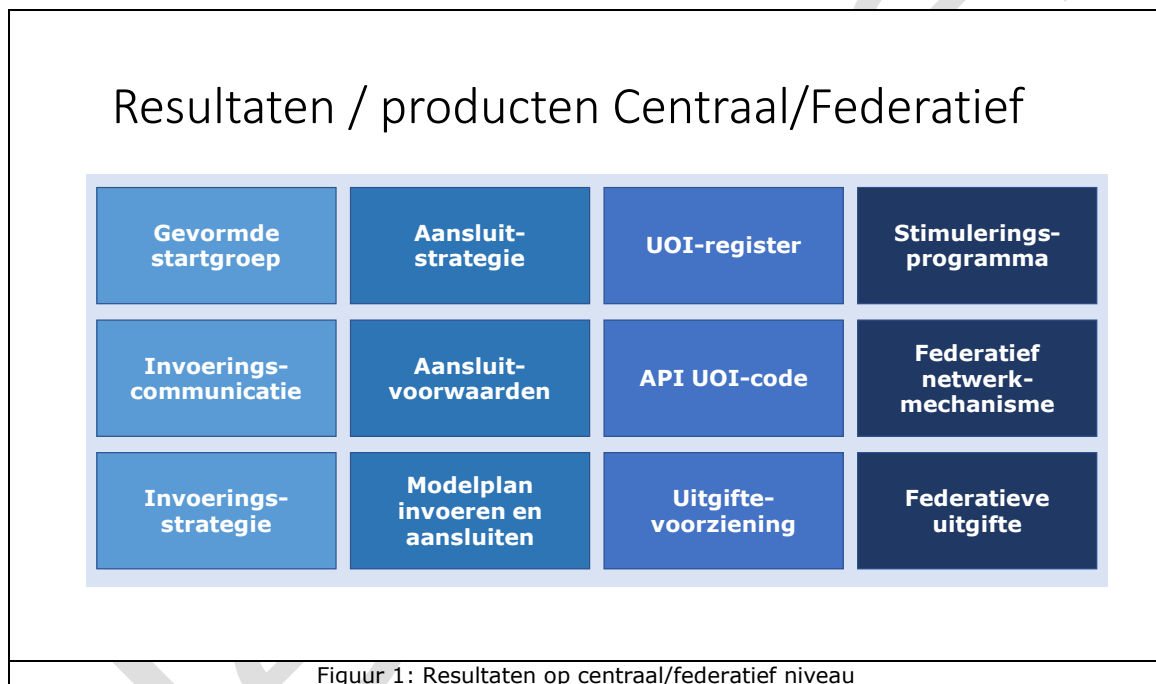 Resultaten / producten Centraal/Federatief
Gevormde
startgroep
Aansluit-
strategie
UOI-register
Stimulerings-
programma
Invoerings-
communicatie
Aansluit-
voorwaarden
API UOI-code
Federatief
netwerk-
mechanisme
Invoerings-
strategie
Modelplan
invoeren en
aansluiten
Uitgifte-
voorziening
Federatieve
uitgifte
Figuur 1: Resultaten op centraal/federatief niveau